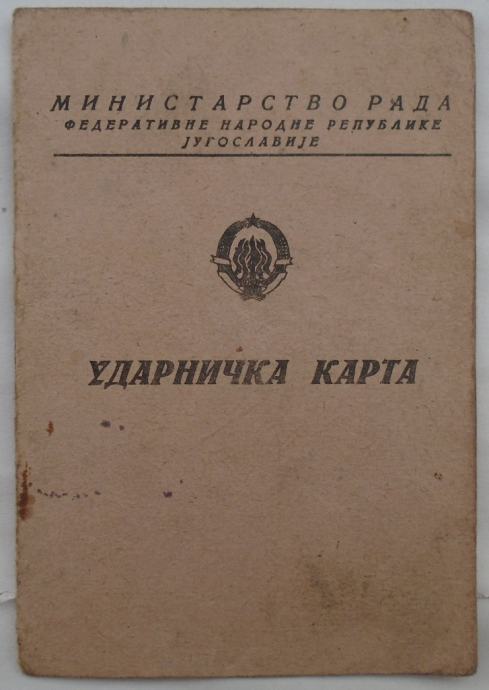 МИНИСТАРСТВО РАДА
ФЕДЕРАТИВНЕ НАРОДНЕ РЕПУБЛИКЕ
ЈУГОСЛАВИЈЕ
УДАРНИЧКА КАРТА